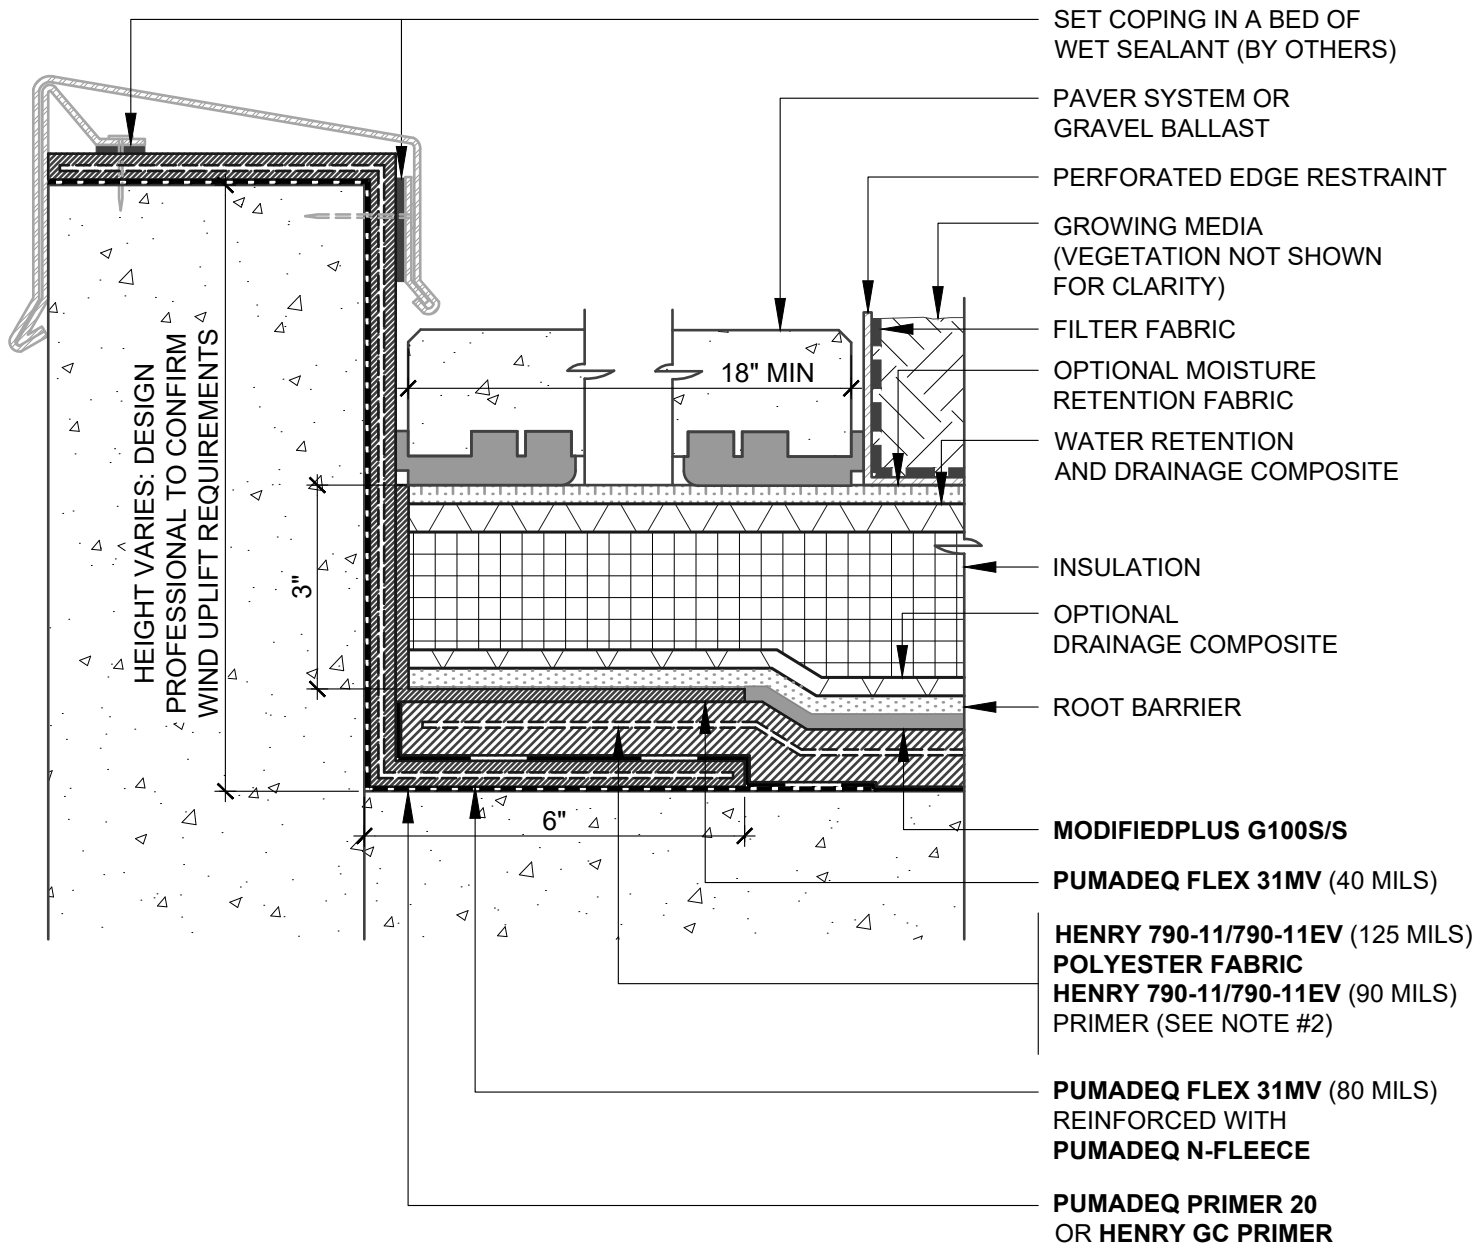 SET COPING IN A BED OF
WET SEALANT (BY OTHERS)
PAVER SYSTEM OR
GRAVEL BALLAST
PERFORATED EDGE RESTRAINT
GROWING MEDIA
(VEGETATION NOT SHOWN
FOR CLARITY)
FILTER FABRIC
OPTIONAL MOISTURE
RETENTION FABRIC
WATER RETENTION
AND DRAINAGE COMPOSITE
INSULATION
OPTIONAL
DRAINAGE COMPOSITE
ROOT BARRIER
MODIFIEDPLUS G100S/S
PUMADEQ FLEX 31MV (40 MILS)
HENRY 790-11/790-11EV (125 MILS)
POLYESTER FABRIC
HENRY 790-11/790-11EV (90 MILS)
PRIMER (SEE NOTE #2)
PUMADEQ FLEX 31MV (80 MILS)
REINFORCED WITH
PUMADEQ N-FLEECE
PUMADEQ PRIMER 20
OR HENRY GC PRIMER
HEIGHT VARIES: DESIGN
PROFESSIONAL TO CONFIRM
WIND UPLIFT REQUIREMENTS
18" MIN
3"
6"